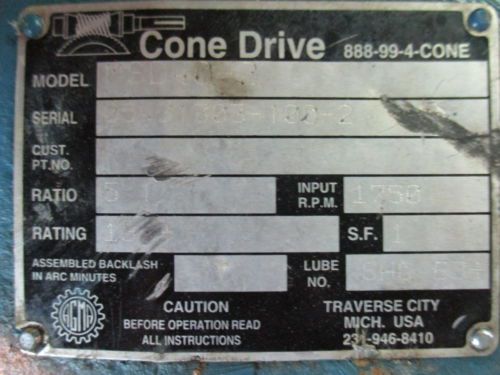 Cone Drive 888-99-4-CONE
MODEL
SERIAL
CUST. PT.NO.
RATIO 5 INPUT R.P.M. 1750
RATING S.F. 1
ASSEMBLED BACKLASH IN ARC MINUTES LUBE NO.
AGMA
CAUTION
BEFORE OPERATION READ
ALL INSTRUCTIONS
TRAVERSE CITY
MICH. USA
231-946-8410